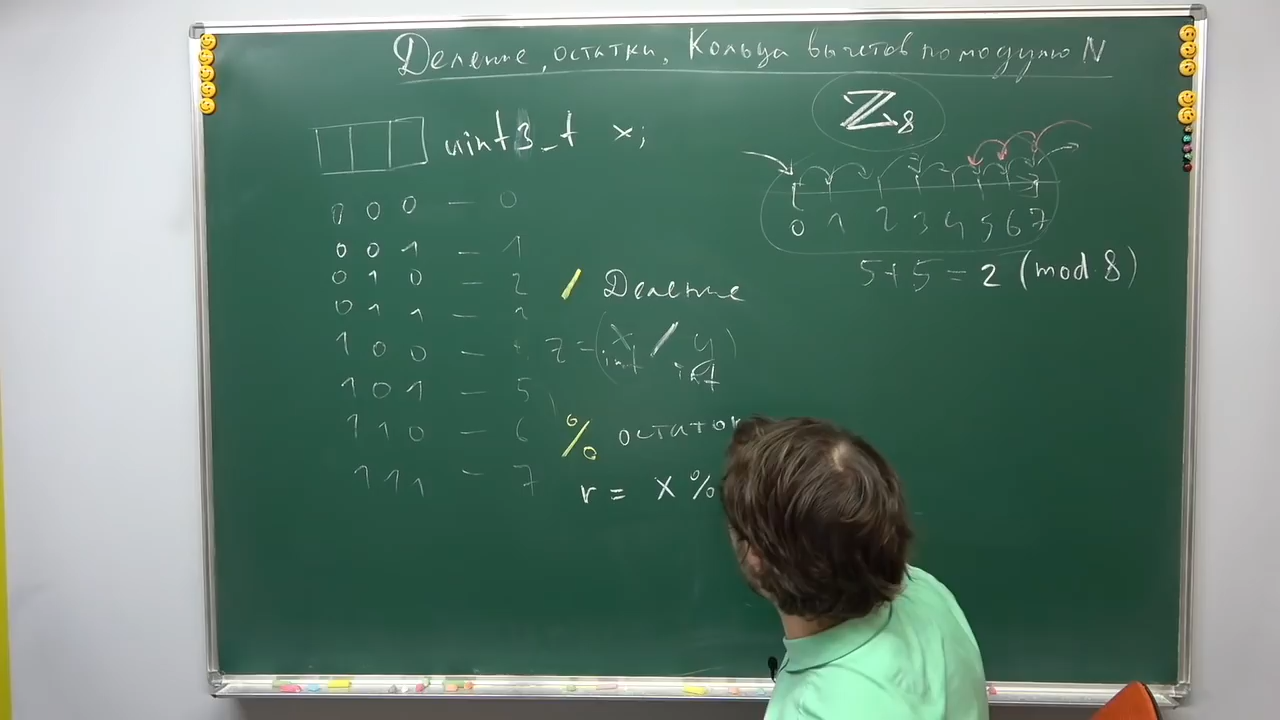 Деление, остатки, Кольца вычетов по модулю N
uint3_t x;
0 0 0 — 0
0 0 1 — 1
0 1 0 — 2
0 1 1 — 3
1 0 0 — 4
1 0 1 — 5
1 1 0 — 6
1 1 1 — 7
/ Деление
z = (x / y)
int int
% остаток
r = x %
ℤ8
0 1 2 3 4 5 6 7
5+5 = 2 (mod 8)